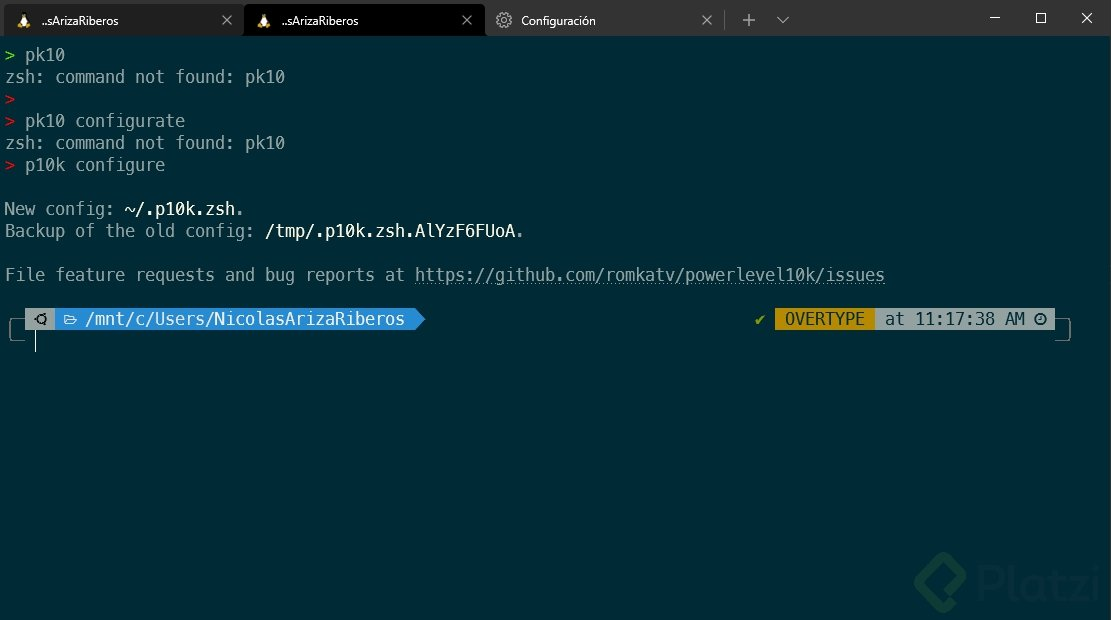 ..sArizaRiberos ..sArizaRiberos Configuración
> pk10
zsh: command not found: pk10
>
> pk10 configurate
zsh: command not found: pk10
> p10k configure
New config: ~/.p10k.zsh.
Backup of the old config: /tmp/.p10k.zsh.AlYzF6FUoA.
File feature requests and bug reports at https://github.com/romkatv/powerlevel10k/issues
/mnt/c/Users/NicolasArizaRiberos ✔ OVERTYPE at 11:17:38 AM
Platzi